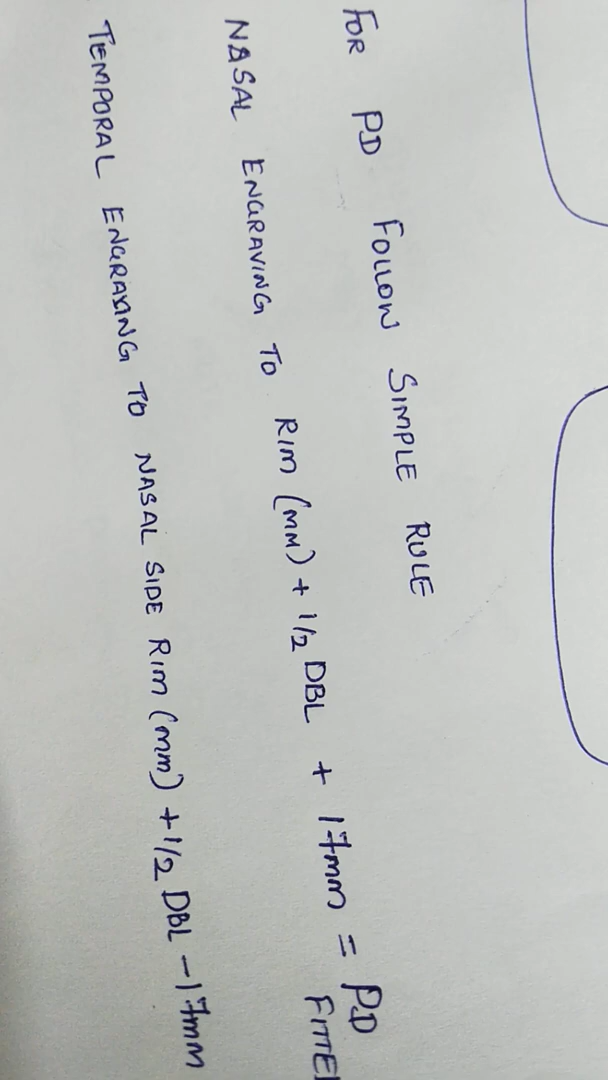 FOR PD FOLLOW SIMPLE RULE
NASAL ENGRAVING TO RIM (MM) + 1/2 DBL + 17mm = PD
FITTE
TEMPORAL ENGRAVING TO NASAL SIDE RIM (mm) + 1/2 DBL - 17mm